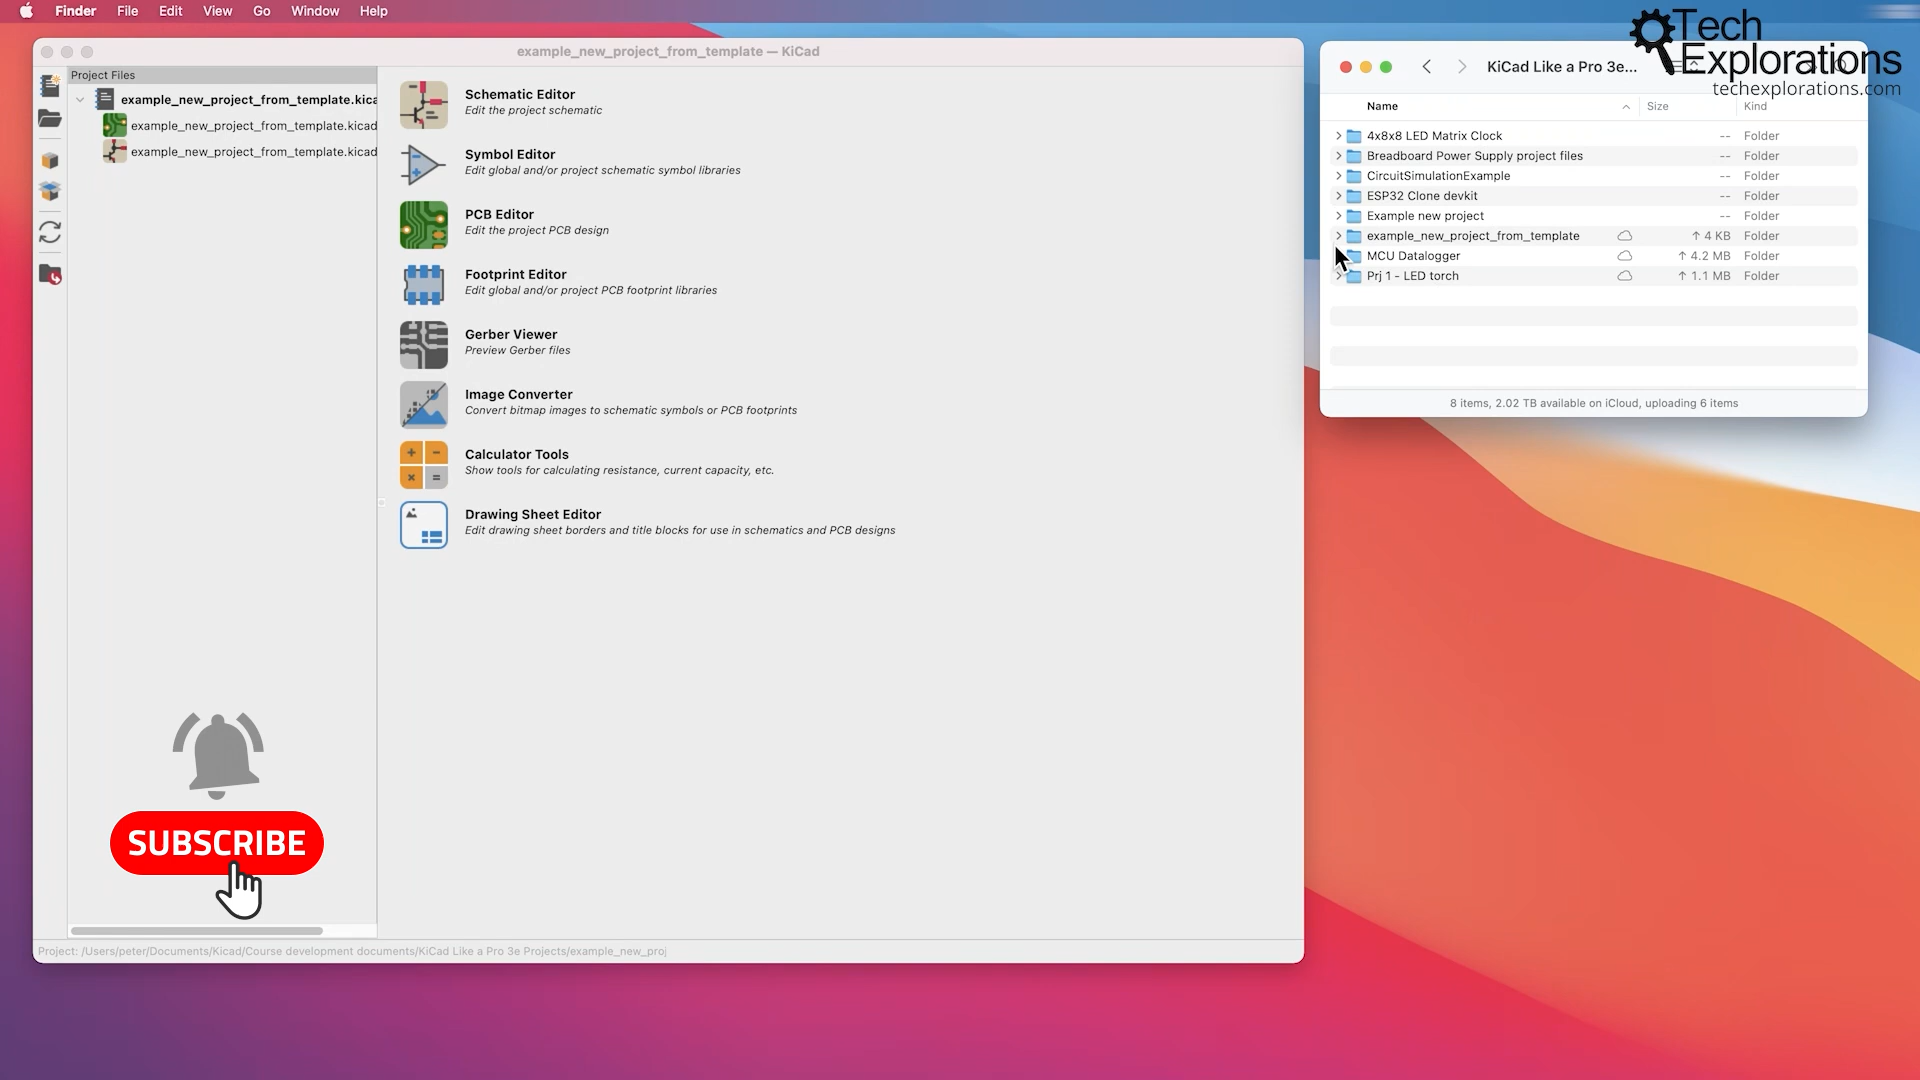 Finder File Edit View Go Window Help
example_new_project_from_template — KiCad
Project Files
example_new_project_from_template.kica
example_new_project_from_template.kicad
example_new_project_from_template.kicad
Schematic Editor
Edit the project schematic
Symbol Editor
Edit global and/or project schematic symbol libraries
PCB Editor
Edit the project PCB design
Footprint Editor
Edit global and/or project PCB footprint libraries
Gerber Viewer
Preview Gerber files
Image Converter
Convert bitmap images to schematic symbols or PCB footprints
Calculator Tools
Show tools for calculating resistance, current capacity, etc.
Drawing Sheet Editor
Edit drawing sheet borders and title blocks for use in schematics and PCB designs
SUBSCRIBE
Project: /Users/peter/Documents/Kicad/Course development documents/KiCad Like a Pro 3e Projects/example_new_proj
Tech
Explorations
techexplorations.com
KiCad Like a Pro 3e...
Name Size Kind
4x8x8 LED Matrix Clock -- Folder
Breadboard Power Supply project files -- Folder
CircuitSimulationExample -- Folder
ESP32 Clone devkit -- Folder
Example new project -- Folder
example_new_project_from_template ↑ 4 KB Folder
MCU Datalogger ↑ 4.2 MB Folder
Prj 1 - LED torch ↑ 1.1 MB Folder
8 items, 2.02 TB available on iCloud, uploading 6 items